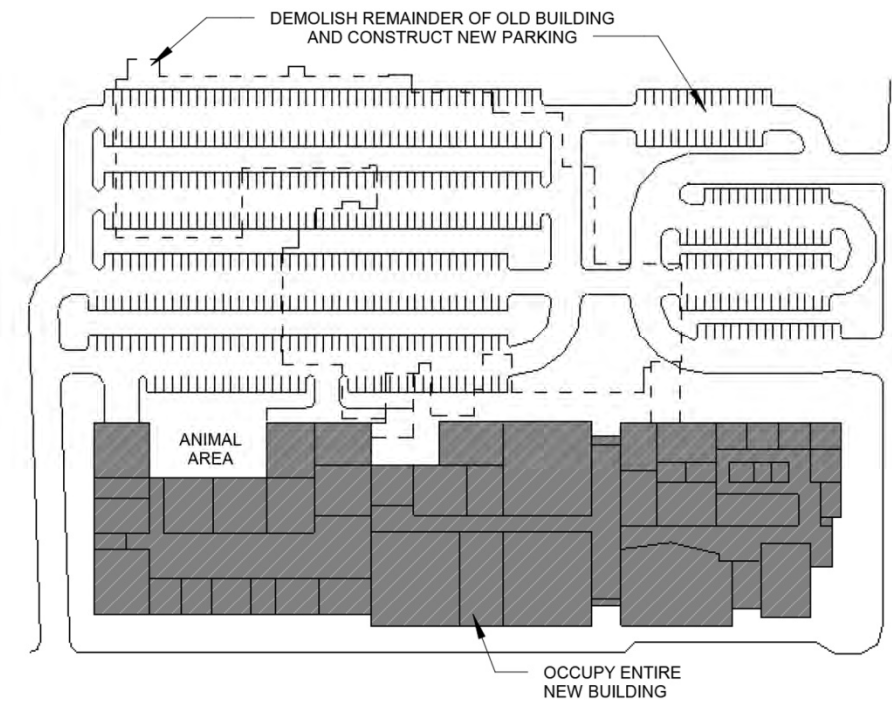 DEMOLISH REMAINDER OF OLD BUILDING
AND CONSTRUCT NEW PARKING
ANIMAL
AREA
OCCUPY ENTIRE
NEW BUILDING